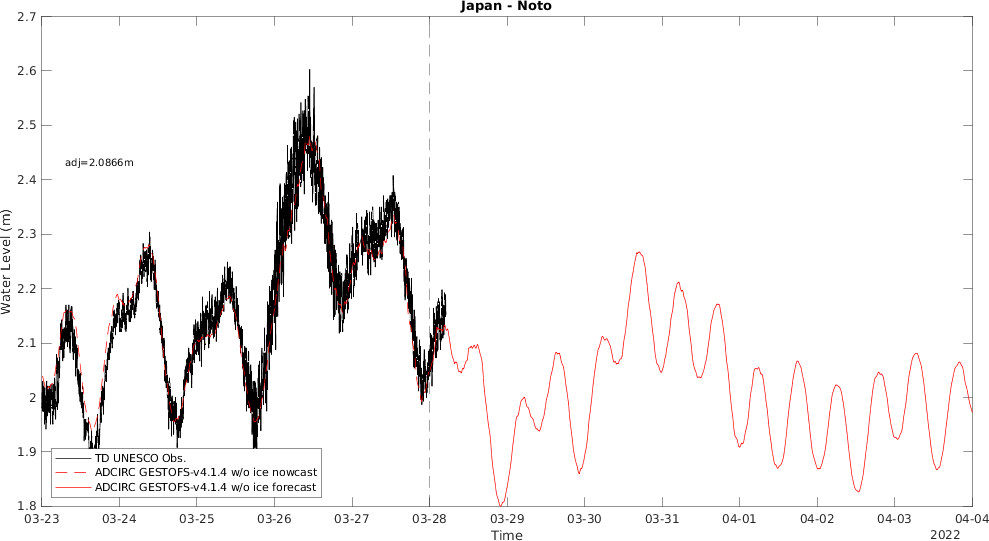 Japan - Noto
2.7
2.6
2.5
2.4
2.3
2.2
2.1
2
1.9
1.8
Water Level (m)
adj=2.0866m
TD UNESCO Obs.
ADCIRC GESTOFS-v4.1.4 w/o ice nowcast
ADCIRC GESTOFS-v4.1.4 w/o ice forecast
03-23 03-24 03-25 03-26 03-27 03-28 03-29 03-30 03-31 04-01 04-02 04-03 04-04
Time
2022